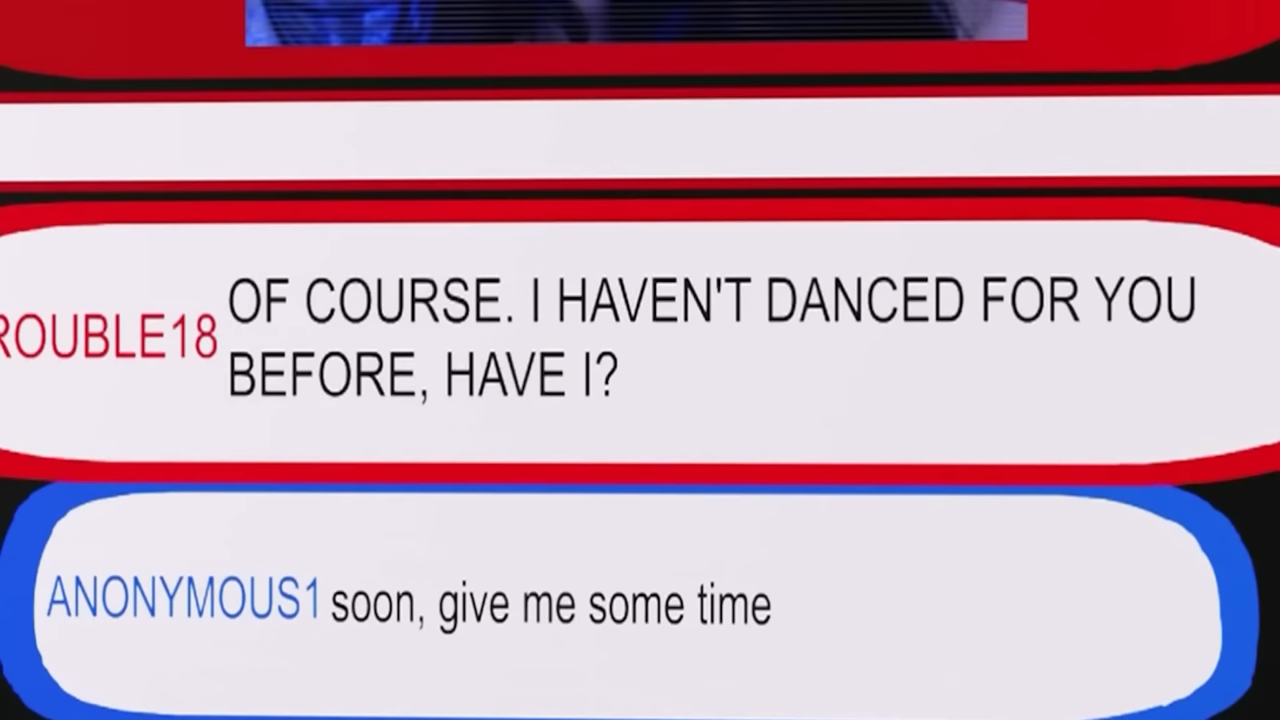 ROUBLE18 OF COURSE. I HAVEN'T DANCED FOR YOU
BEFORE, HAVE I?
ANONYMOUS1 soon, give me some time